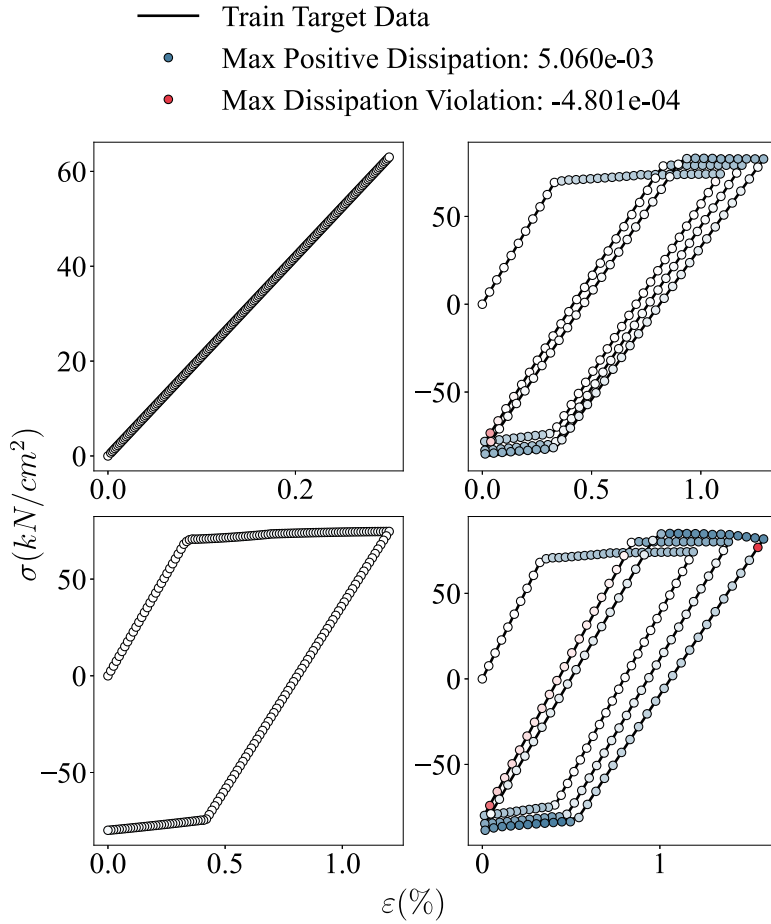 Train Target Data
Max Positive Dissipation: 5.060e-03
Max Dissipation Violation: -4.801e-04
60
40
20
0
0.0 0.2
50
0
−50
0.0 0.5 1.0
50
0
−50
0.0 0.5 1.0
50
0
−50
0 1
σ(kN/cm²)
ε(%)